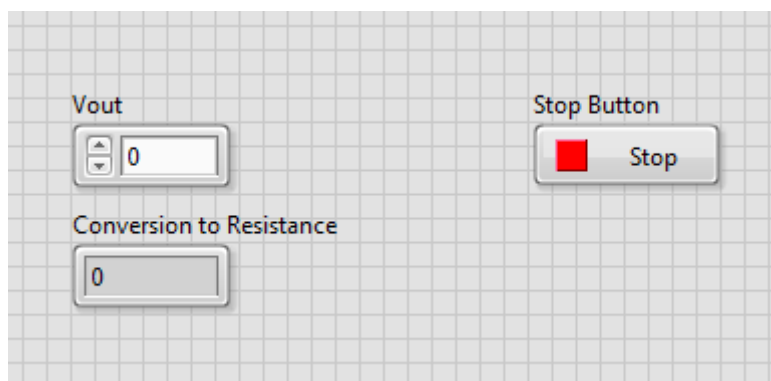 Vout
0
Conversion to Resistance
0
Stop Button
Stop